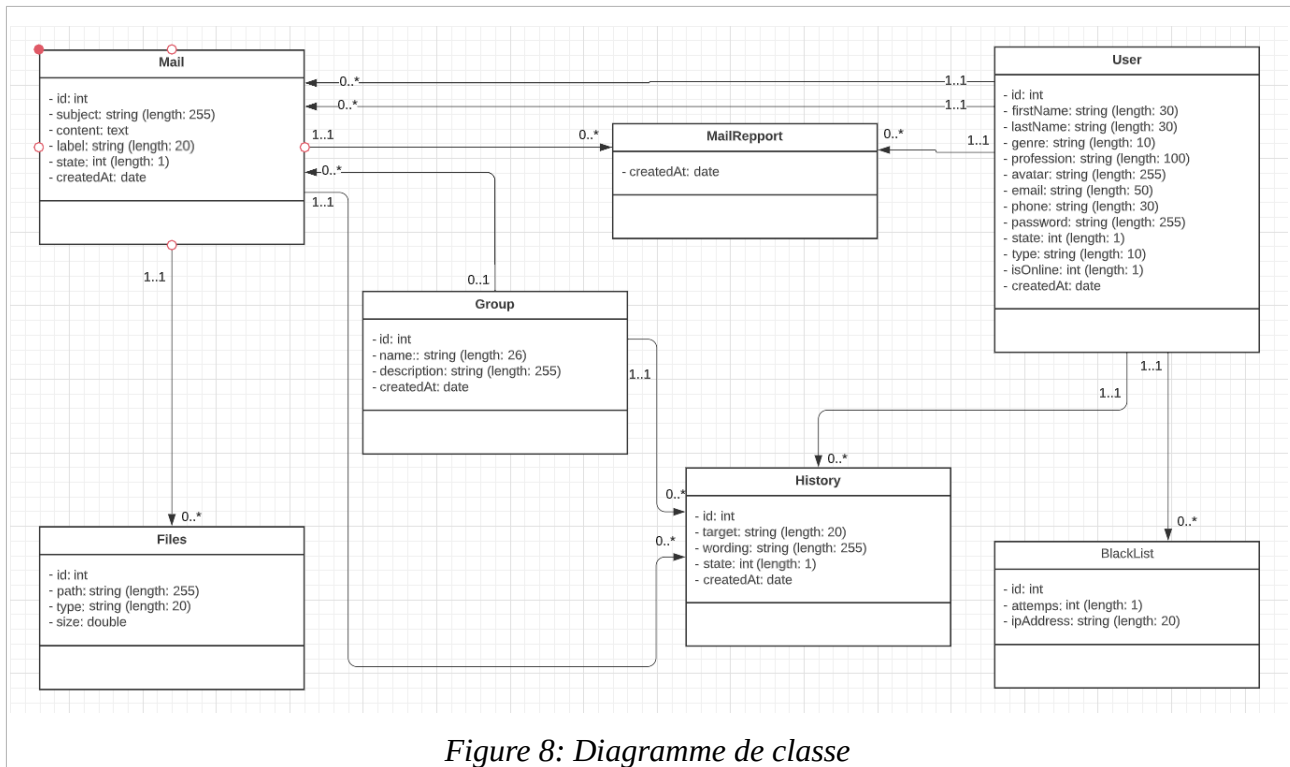 Mail
- id: int
- subject: string (length: 255)
- content: text
- label: string (length: 20)
- state: int (length: 1)
- createdAt: date
0..*
1..1
0..*
1..1
1..1
0..*
0..*
1..1
1..1
MailRepport
- createdAt: date
0..*
1..1
User
- id: int
- firstName: string (length: 30)
- lastName: string (length: 30)
- genre: string (length: 10)
- profession: string (length: 100)
- avatar: string (length: 255)
- email: string (length: 50)
- phone: string (length: 30)
- password: string (length: 255)
- state: int (length: 1)
- type: string (length: 10)
- isOnline: int (length: 1)
- createdAt: date
1..1
0..1
Group
- id: int
- name:: string (length: 26)
- description: string (length: 255)
- createdAt: date
1..1
1..1
1..1
0..*
0..*
0..*
History
- id: int
- target: string (length: 20)
- wording: string (length: 255)
- state: int (length: 1)
- createdAt: date
0..*
Files
- id: int
- path: string (length: 255)
- type: string (length: 20)
- size: double
0..*
BlackList
- id: int
- attemps: int (length: 1)
- ipAddress: string (length: 20)
Figure 8: Diagramme de classe